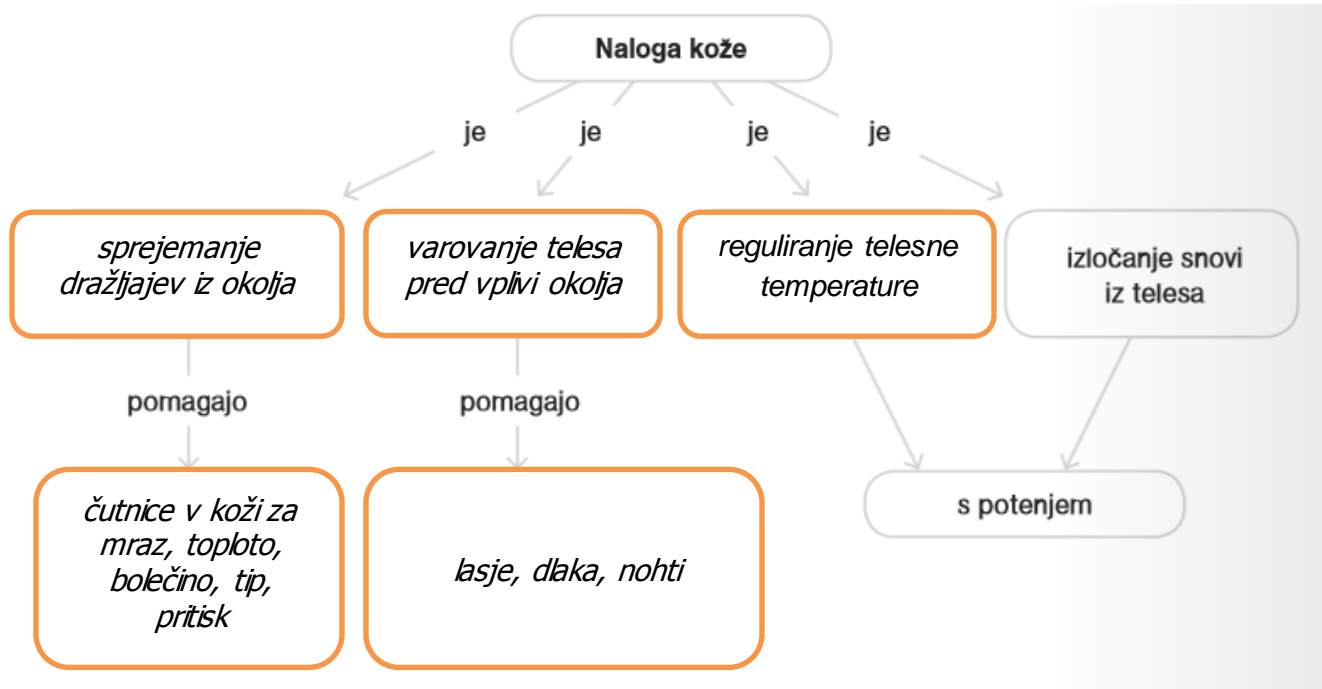 Naloga kože
je
je
je
je
sprejemanje
dražljajev iz okolja
varovanje telesa
pred vplivi okolja
reguliranje telesne
temperature
izločanje snovi
iz telesa
pomagajo
pomagajo
čutnice v koži za
mraz, toploto,
bolečino, tip,
pritisk
lasje, dlaka, nohti
s potenjem